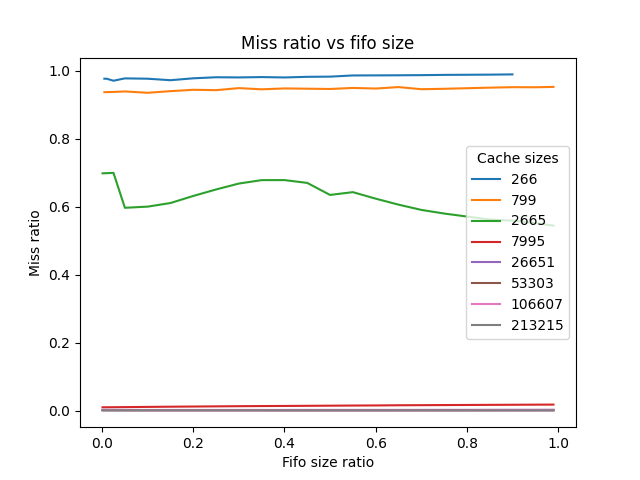 Miss ratio vs fifo size
1.0
0.8
0.6
0.4
0.2
0.0
Miss ratio
Cache sizes
266
799
2665
7995
26651
53303
106607
213215
0.0 0.2 0.4 0.6 0.8 1.0
Fifo size ratio